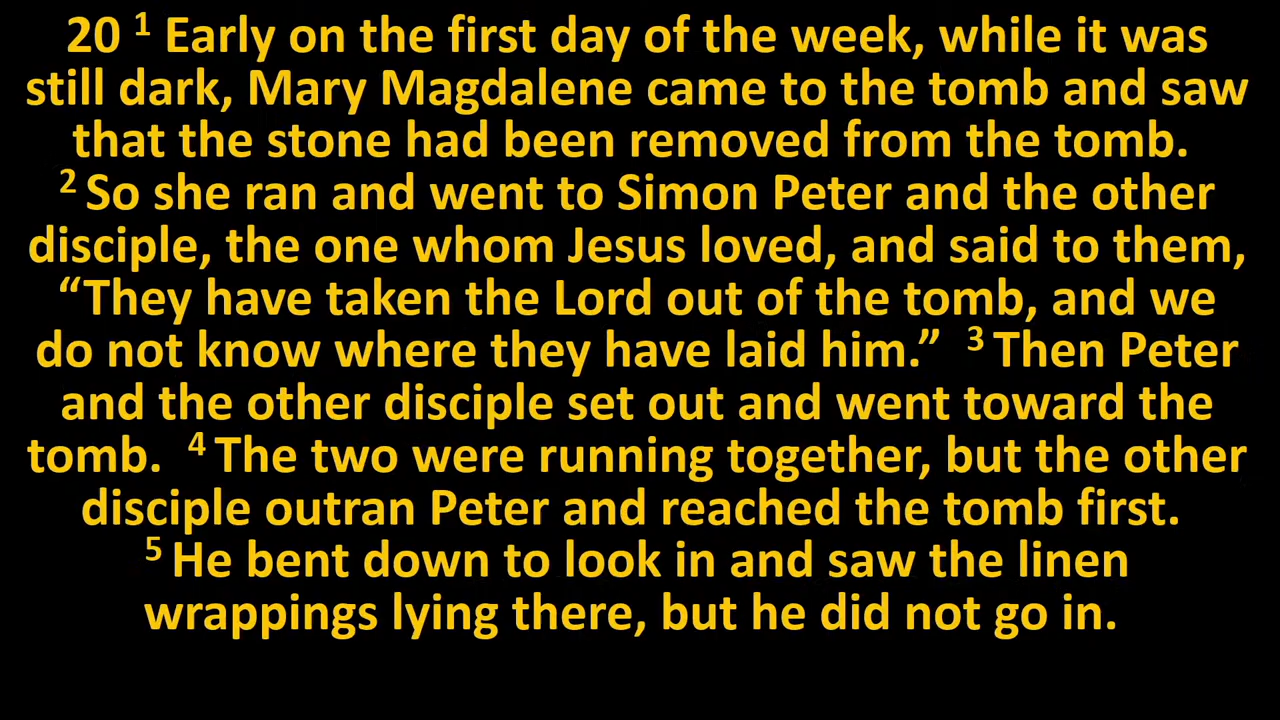 20 1 Early on the first day of the week, while it was
still dark, Mary Magdalene came to the tomb and saw
that the stone had been removed from the tomb.
2 So she ran and went to Simon Peter and the other
disciple, the one whom Jesus loved, and said to them,
“They have taken the Lord out of the tomb, and we
do not know where they have laid him.” 3 Then Peter
and the other disciple set out and went toward the
tomb. 4 The two were running together, but the other
disciple outran Peter and reached the tomb first.
5 He bent down to look in and saw the linen
wrappings lying there, but he did not go in.